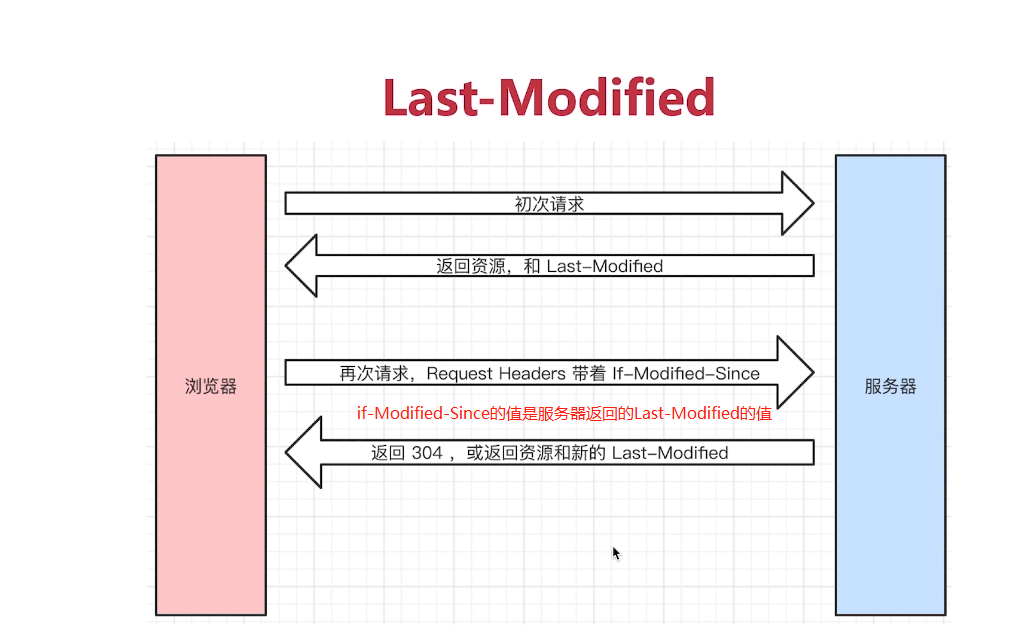 Last-Modified
初次请求
返回资源，和 Last-Modified
再次请求，Request Headers 带着 If-Modified-Since
浏览器
服务器
if-Modified-Since的值是服务器返回的Last-Modified的值
返回 304 ，或返回资源和新的 Last-Modified